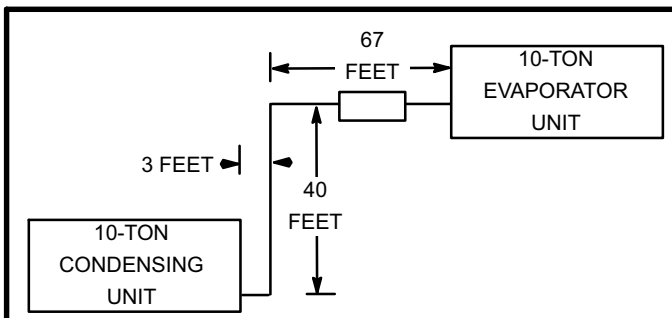 67
FEET
10-TON
EVAPORATOR
UNIT
3 FEET
40
FEET
10-TON
CONDENSING
UNIT